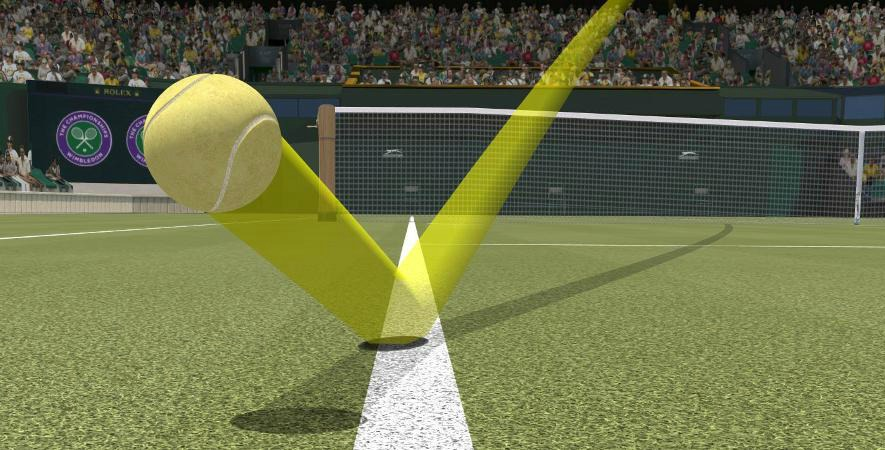 ROLEX
THE CHAMPIONSHIPS
WIMBLEDON